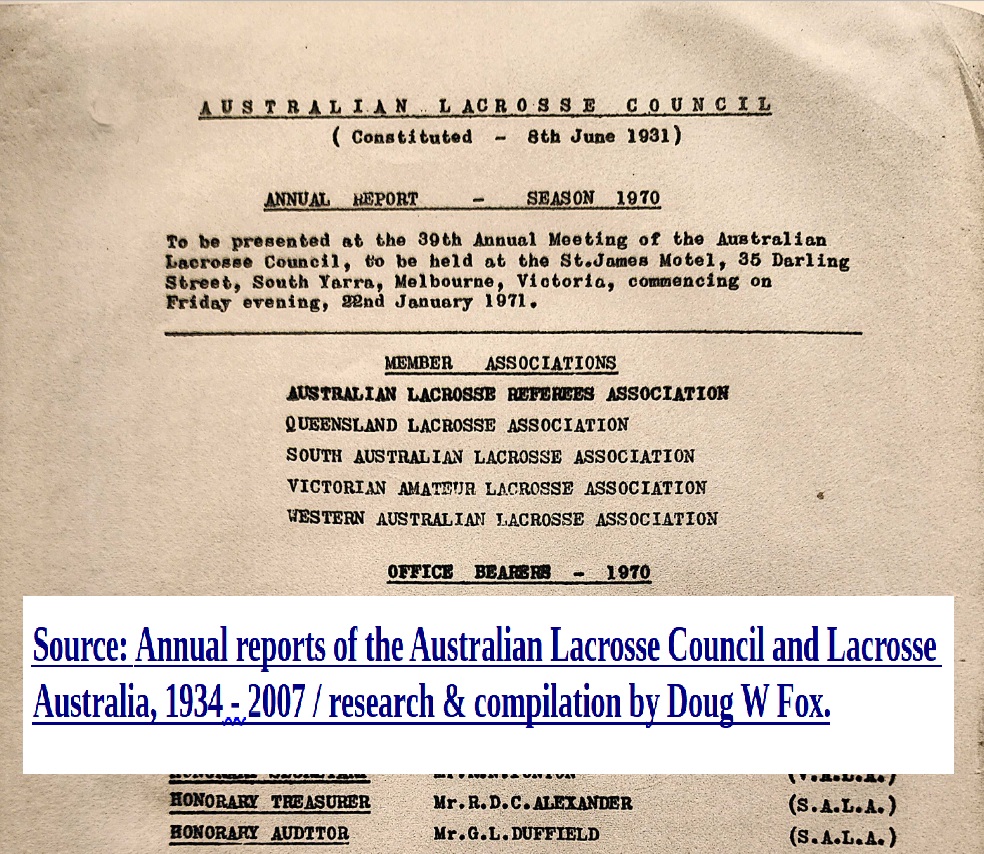 AUSTRALIAN LACROSSE COUNCIL
( Constituted - 8th June 1931)
ANNUAL REPORT - SEASON 1970
To be presented at the 39th Annual Meeting of the Australian
Lacrosse Council, to be held at the St.James Motel, 35 Darling
Street, South Yarra, Melbourne, Victoria, commencing on
Friday evening, 22nd January 1971.
MEMBER ASSOCIATIONS
AUSTRALIAN LACROSSE REFEREES ASSOCIATION
QUEENSLAND LACROSSE ASSOCIATION
SOUTH AUSTRALIAN LACROSSE ASSOCIATION
VICTORIAN AMATEUR LACROSSE ASSOCIATION
WESTERN AUSTRALIAN LACROSSE ASSOCIATION
OFFICE BEARERS - 1970
Source: Annual reports of the Australian Lacrosse Council and Lacrosse
Australia, 1934 - 2007 / research & compilation by Doug W Fox.
HONORARY SECRETARY (V.A.L.A.)
HONORARY TREASURER Mr.R.D.C.ALEXANDER (S.A.L.A.)
HONORARY AUDITOR Mr.G.L.DUFFIELD (S.A.L.A.)